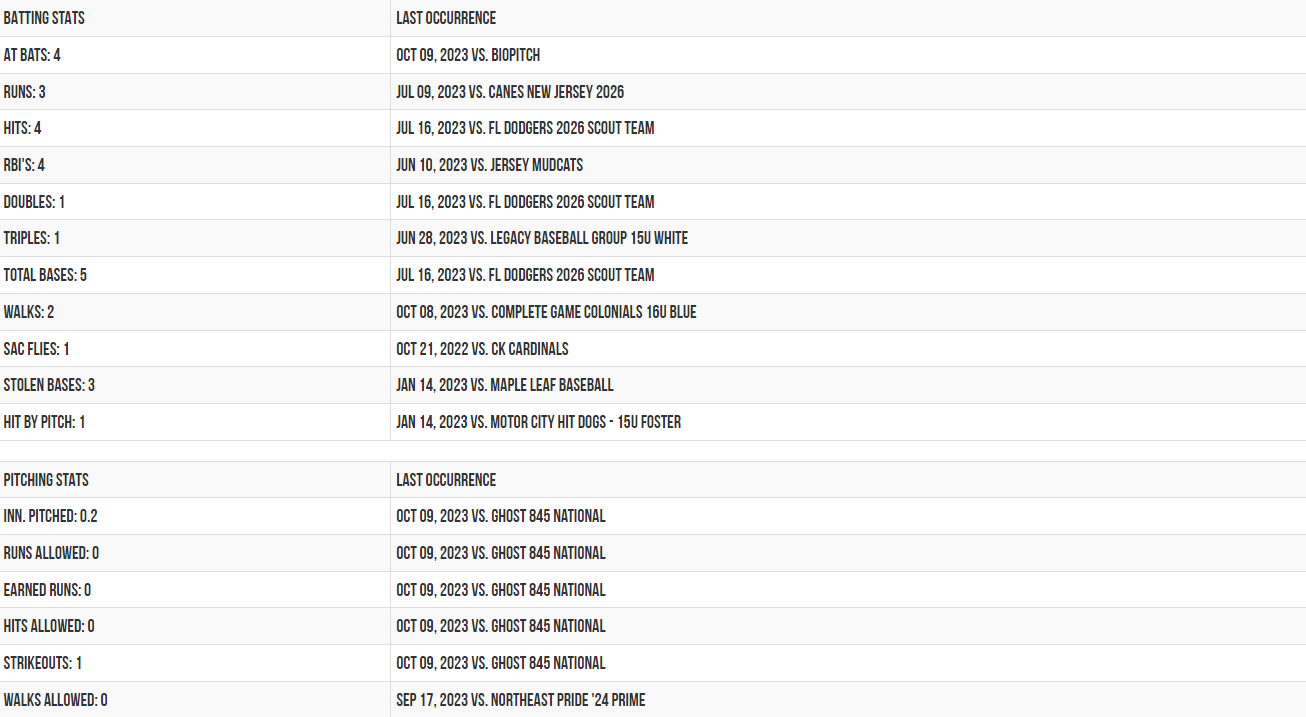 BATTING STATS LAST OCCURRENCE
AT BATS: 4 OCT 09, 2023 VS. BIOPITCH
RUNS: 3 JUL 09, 2023 VS. CANES NEW JERSEY 2026
HITS: 4 JUL 16, 2023 VS. FL DODGERS 2026 SCOUT TEAM
RBI'S: 4 JUN 10, 2023 VS. JERSEY MUDCATS
DOUBLES: 1 JUL 16, 2023 VS. FL DODGERS 2026 SCOUT TEAM
TRIPLES: 1 JUN 28, 2023 VS. LEGACY BASEBALL GROUP 15U WHITE
TOTAL BASES: 5 JUL 16, 2023 VS. FL DODGERS 2026 SCOUT TEAM
WALKS: 2 OCT 08, 2023 VS. COMPLETE GAME COLONIALS 16U BLUE
SAC FLIES: 1 OCT 21, 2022 VS. CK CARDINALS
STOLEN BASES: 3 JAN 14, 2023 VS. MAPLE LEAF BASEBALL
HIT BY PITCH: 1 JAN 14, 2023 VS. MOTOR CITY HIT DOGS - 15U FOSTER
PITCHING STATS LAST OCCURRENCE
INN. PITCHED: 0.2 OCT 09, 2023 VS. GHOST 845 NATIONAL
RUNS ALLOWED: 0 OCT 09, 2023 VS. GHOST 845 NATIONAL
EARNED RUNS: 0 OCT 09, 2023 VS. GHOST 845 NATIONAL
HITS ALLOWED: 0 OCT 09, 2023 VS. GHOST 845 NATIONAL
STRIKEOUTS: 1 OCT 09, 2023 VS. GHOST 845 NATIONAL
WALKS ALLOWED: 0 SEP 17, 2023 VS. NORTHEAST PRIDE '24 PRIME